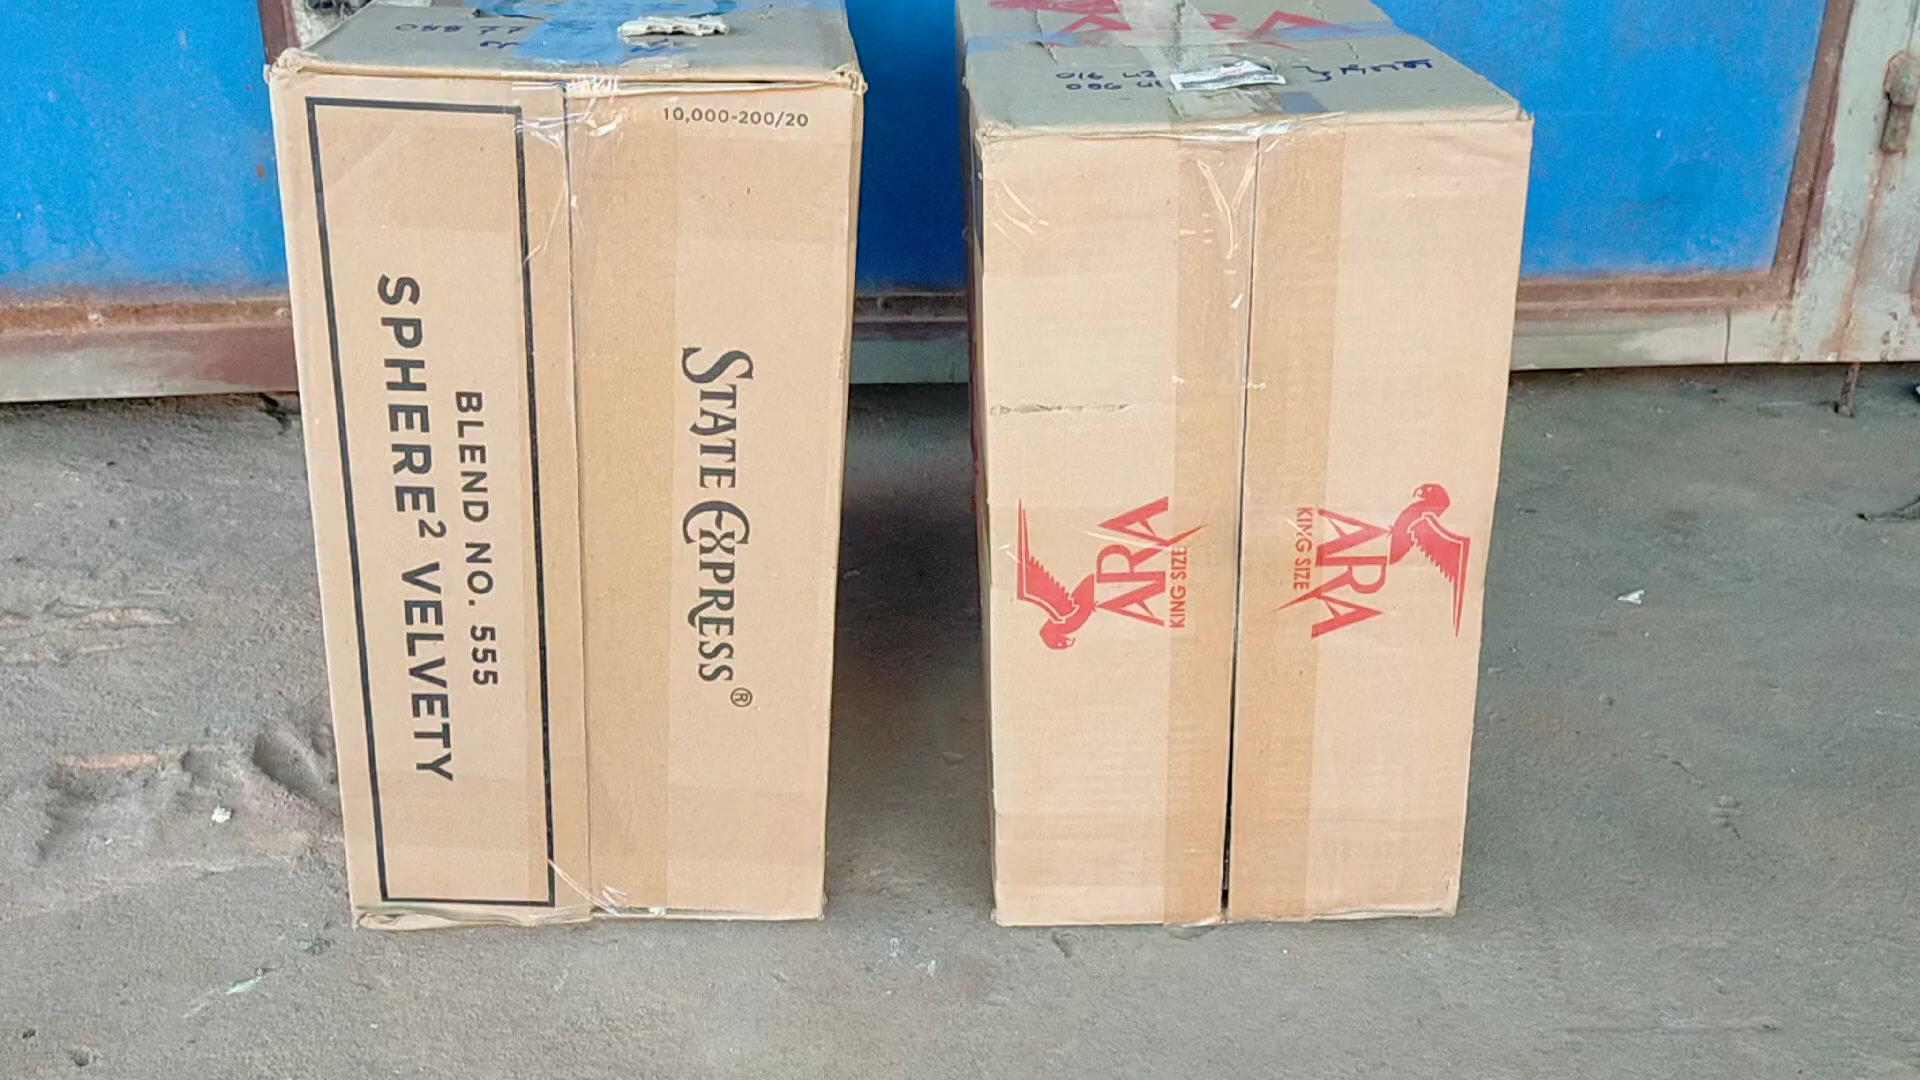 10,000-200/20
STATE EXPRESS®
BLEND NO. 555
SPHERE² VELVETY
ARA
KING SIZE
ARA
KING SIZE